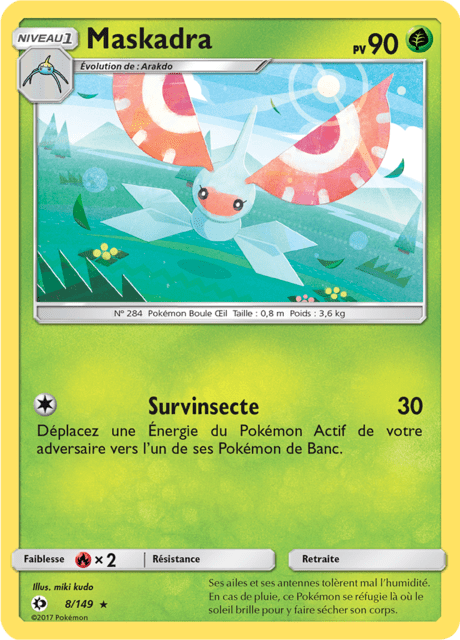 NIVEAU 1
Maskadra
PV 90
Évolution de : Arakdo
N° 284 Pokémon Boule Œil Taille : 0,8 m Poids : 3,6 kg
Survinsecte 30
Déplacez une Énergie du Pokémon Actif de votre
adversaire vers l'un de ses Pokémon de Banc.
Faiblesse × 2 Résistance Retraite
Illus. miki kudo
Ses ailes et ses antennes tolèrent mal l'humidité.
En cas de pluie, ce Pokémon se réfugie là où le
soleil brille pour y faire sécher son corps.
8/149 ★
©2017 Pokémon